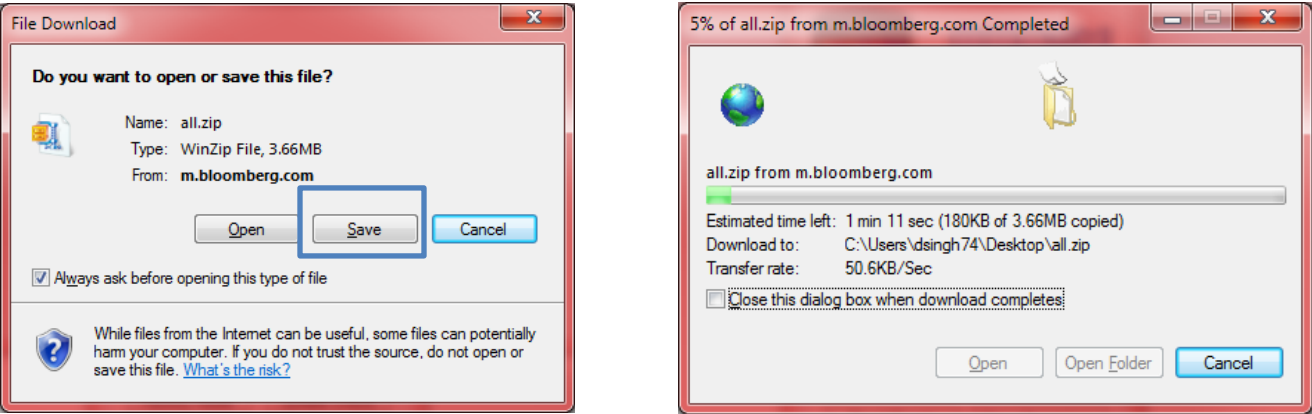 File Download
Do you want to open or save this file?
Name: all.zip
Type: WinZip File, 3.66MB
From: m.bloomberg.com
Open Save Cancel
Always ask before opening this type of file
While files from the Internet can be useful, some files can potentially
harm your computer. If you do not trust the source, do not open or
save this file. What's the risk?
5% of all.zip from m.bloomberg.com Completed
all.zip from m.bloomberg.com
Estimated time left: 1 min 11 sec (180KB of 3.66MB copied)
Download to: C:\Users\dsingh74\Desktop\all.zip
Transfer rate: 50.6KB/Sec
Close this dialog box when download completes
Open Open Folder Cancel